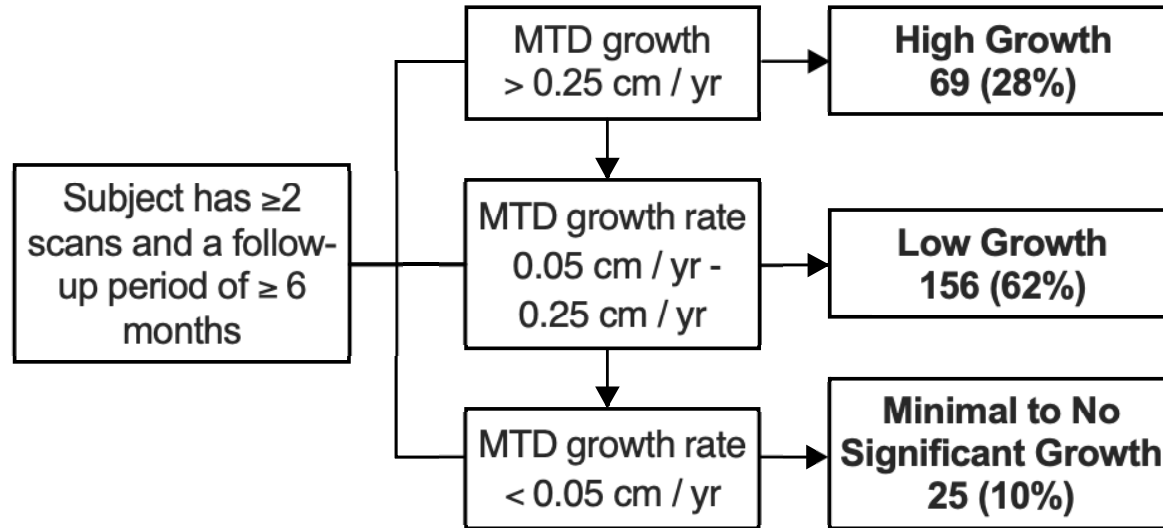 MTD growth
> 0.25 cm / yr
High Growth
69 (28%)
Subject has ≥2
scans and a follow-
up period of ≥ 6
months
MTD growth rate
0.05 cm / yr -
0.25 cm / yr
Low Growth
156 (62%)
MTD growth rate
< 0.05 cm / yr
Minimal to No
Significant Growth
25 (10%)